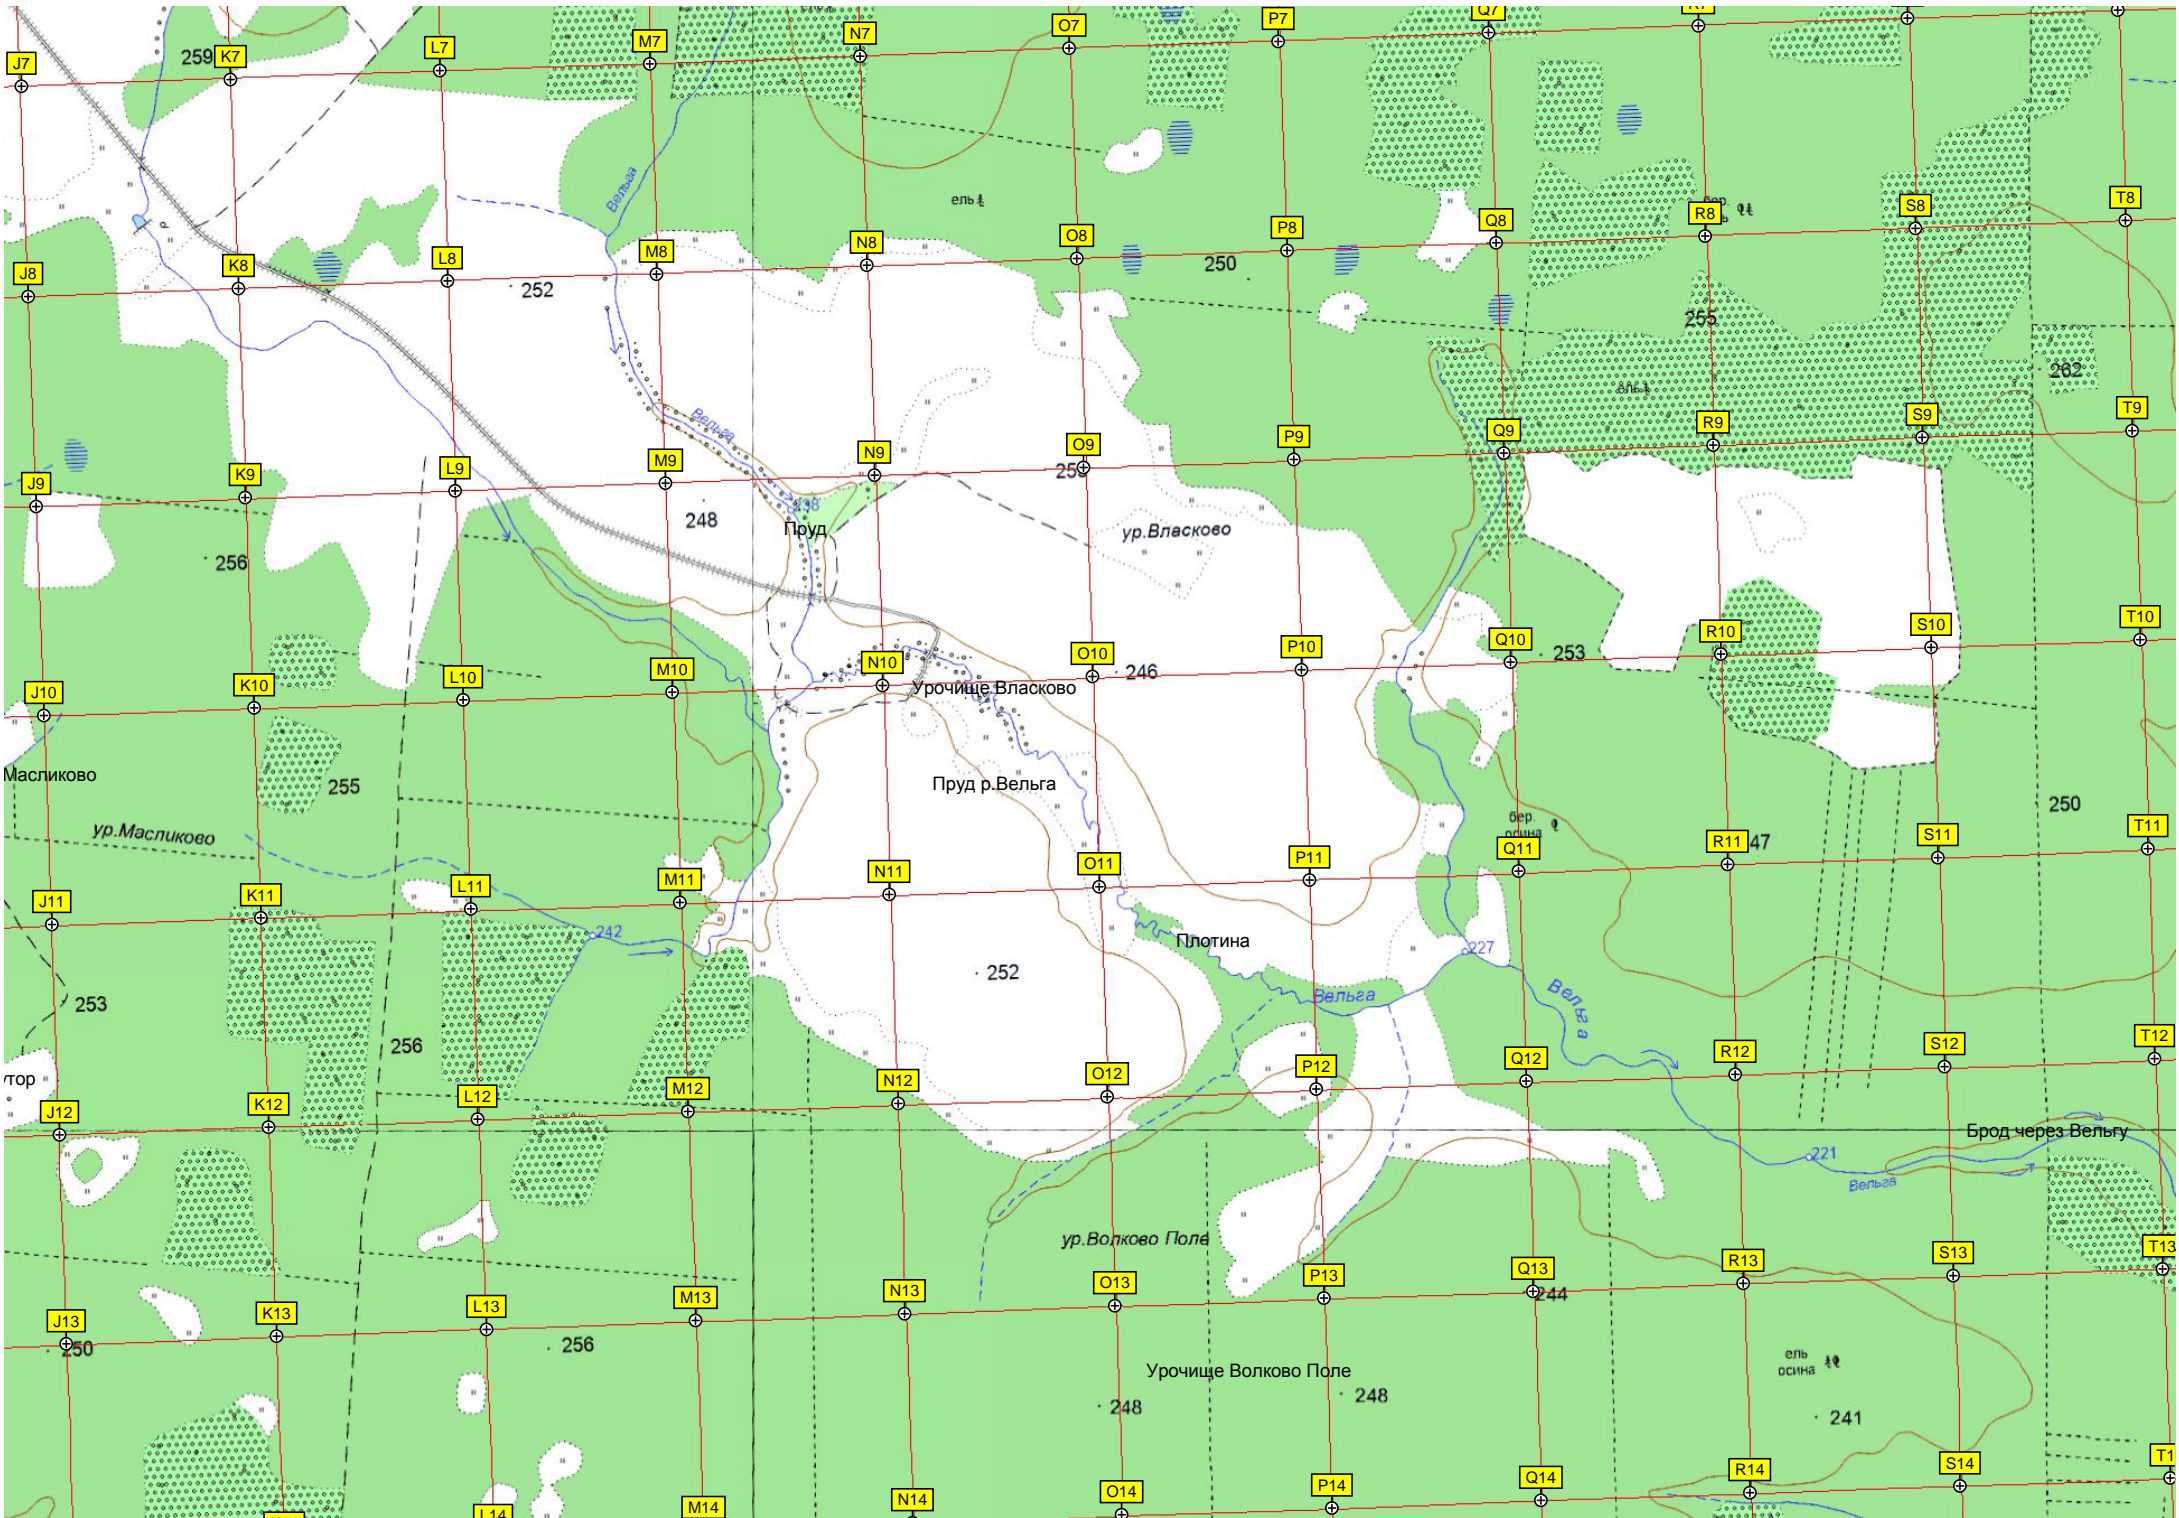 O7
P7
Q7
N7
M7
L7
259
K7
J7
Вельга
ель
T8
S8
бер.
R8
Q8
P8
O8
N8
M8
L8
K8
J8
250
252
255
262
ель
Вельга
T9
S9
R9
Q9
P9
O9
N9
M9
L9
K9
J9
238
248
Пруд
ур.Власково
256
T10
S10
R10
Q10
253
P10
O10
246
N10
M10
L10
K10
J10
Урочище Власково
Масликово
255
Пруд р.Вельга
250
ур.Масликово
бер.
осина
T11
S11
R11
47
Q11
P11
O11
N11
M11
L11
K11
J11
242
Плотина
227
252
Вельга
Вельга
253
256
T12
S12
R12
Q12
P12
O12
N12
M12
L12
K12
J12
Брод через Вельгу
221
Вельга
ур.Волково Поле
T13
S13
R13
Q13
244
P13
O13
N13
M13
L13
K13
J13
250
256
ель
осина
Урочище Волково Поле
248
248
241
S14
R14
Q14
P14
O14
N14
M14
L14